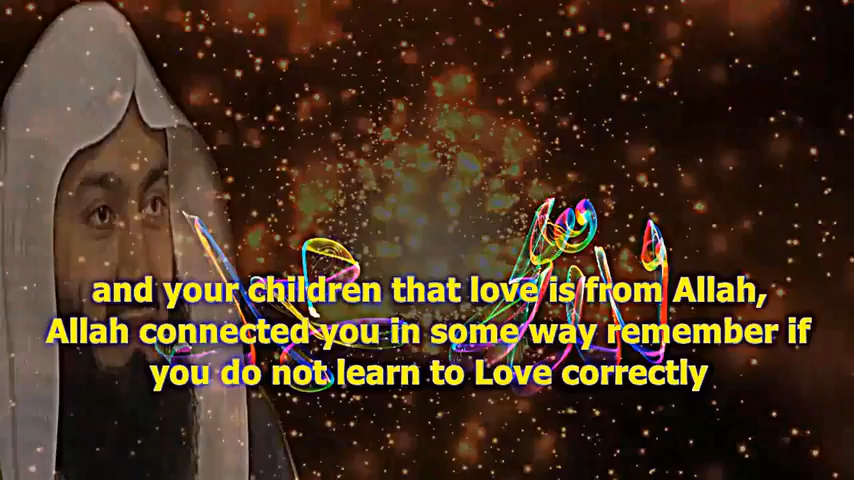 and your children that love is from Allah,
Allah connected you in some way remember if
you do not learn to Love correctly